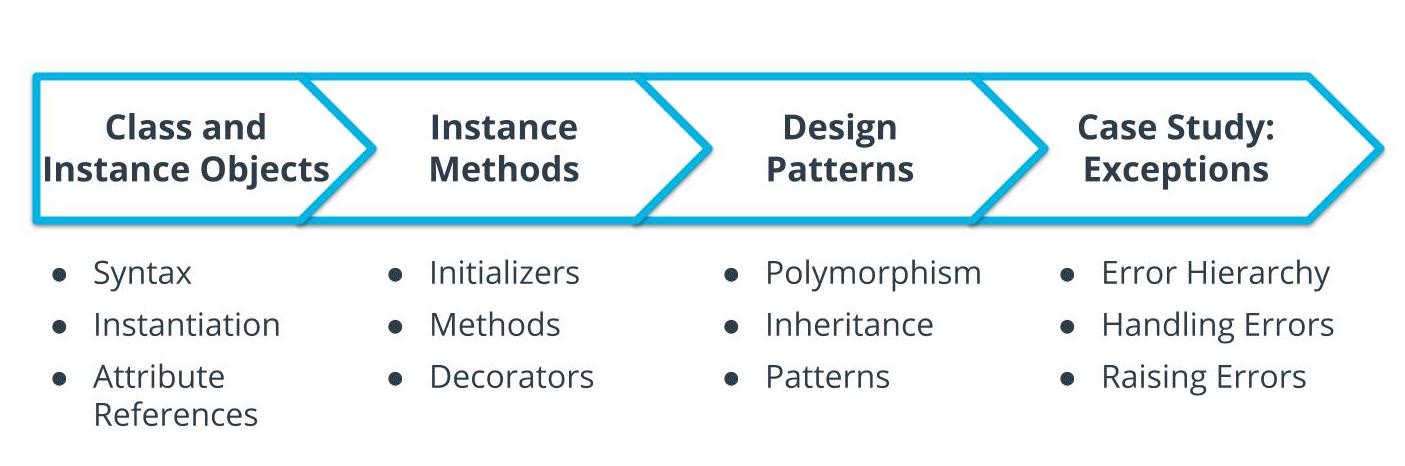 Class and
Instance Objects
● Syntax
● Instantiation
● Attribute
References
Instance
Methods
● Initializers
● Methods
● Decorators
Design
Patterns
● Polymorphism
● Inheritance
● Patterns
Case Study:
Exceptions
● Error Hierarchy
● Handling Errors
● Raising Errors